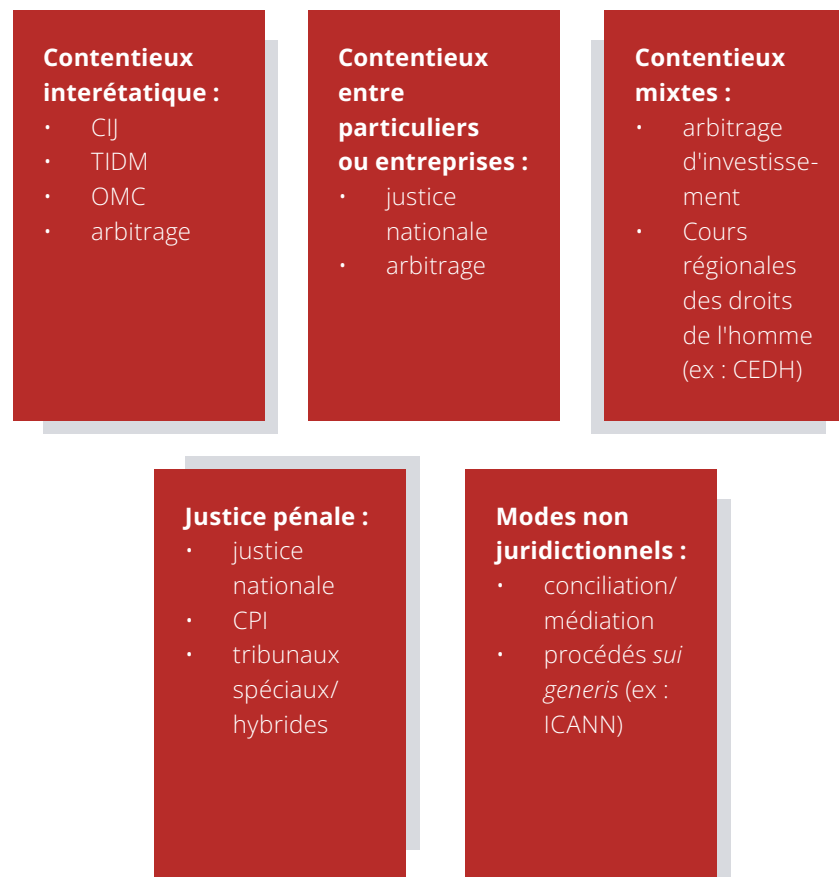 Contentieux
interétatique :
• CIJ
• TIDM
• OMC
• arbitrage
Contentieux
entre
particuliers
ou entreprises :
• justice
nationale
• arbitrage
Contentieux
mixtes :
• arbitrage
d'investisse-
ment
• Cours
régionales
des droits
de l'homme
(ex : CEDH)
Justice pénale :
• justice
nationale
• CPI
• tribunaux
spéciaux/
hybrides
Modes non
juridictionnels :
• conciliation/
médiation
• procédés sui
generis (ex :
ICANN)